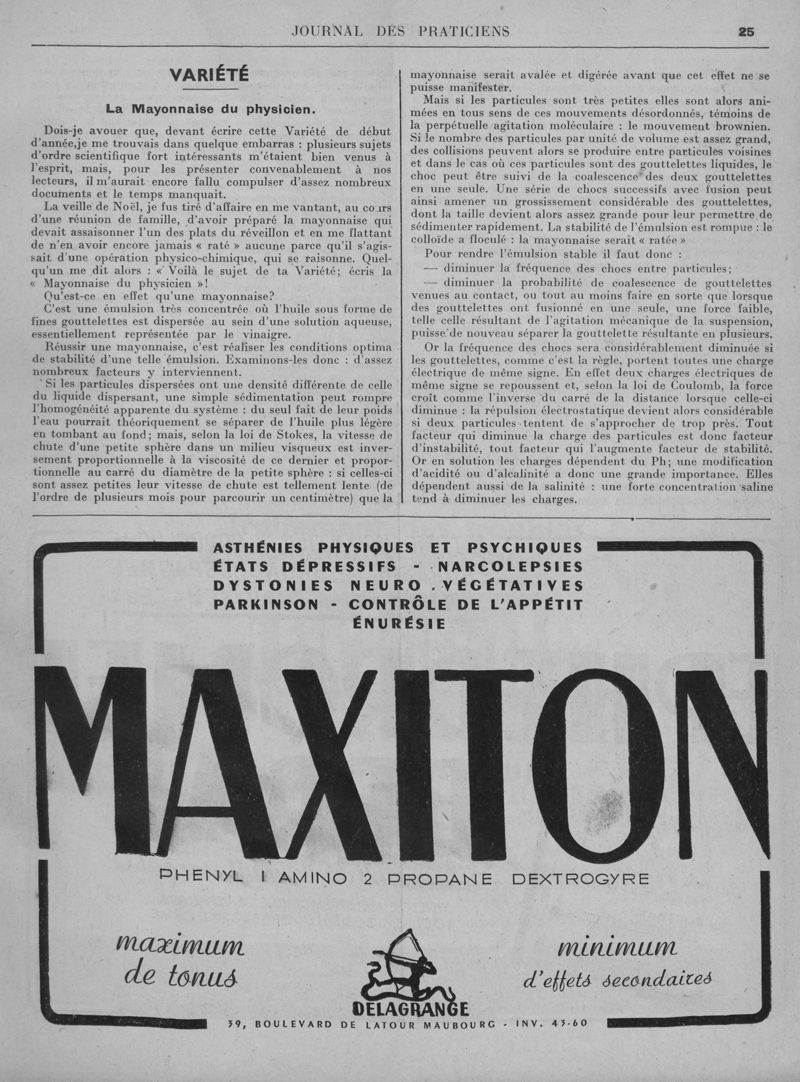 JOURNAL DES PRATICIENS 25
VARIÉTÉ
La Mayonnaise du physicien.
Dois-je avouer que, devant écrire cette Variété de début
d'année,je me trouvais dans quelque embarras : plusieurs sujets
d'ordre scientifique fort intéressants m'étaient bien venus à
l'esprit, mais, pour les présenter convenablement à nos
lecteurs, il m'aurait encore fallu compulser d'assez nombreux
documents et le temps manquait.
La veille de Noël, je fus tiré d'affaire en me vantant, au cours
d'une réunion de famille, d'avoir préparé la mayonnaise qui
devait assaisonner l'un des plats du réveillon et en me flattant
de n'en avoir encore jamais « raté » aucune parce qu'il s'agis-
sait d'une opération physico-chimique, qui se raisonne. Quel-
qu'un me dit alors : « Voilà le sujet de ta Variété; écris la
« Mayonnaise du physicien »!
Qu'est-ce en effet qu'une mayonnaise?
C'est une émulsion très concentrée où l'huile sous forme de
fines gouttelettes est dispersée au sein d'une solution aqueuse,
essentiellement représentée par le vinaigre.
Réussir une mayonnaise, c'est réaliser les conditions optima
de stabilité d'une telle émulsion. Examinons-les donc : d'assez
nombreux facteurs y interviennent.
Si les particules dispersées ont une densité différente de celle
du liquide dispersant, une simple sédimentation peut rompre
l'homogénéité apparente du système : du seul fait de leur poids
l'eau pourrait théoriquement se séparer de l'huile plus légère
en tombant au fond; mais, selon la loi de Stokes, la vitesse de
chute d'une petite sphère dans un milieu visqueux est inver-
sement proportionnelle à la viscosité de ce dernier et propor-
tionnelle au carré du diamètre de la petite sphère : si celles-ci
sont assez petites leur vitesse de chute est tellement lente (de
l'ordre de plusieurs mois pour parcourir un centimètre) que la
mayonnaise serait avalée et digérée avant que cet effet ne se
puisse manifester.
Mais si les particules sont très petites elles sont alors ani-
mées en tous sens de ces mouvements désordonnés, témoins de
la perpétuelle agitation moléculaire : le mouvement brownien.
Si le nombre des particules par unité de volume est assez grand,
des collisions peuvent alors se produire entre particules voisines
et dans le cas où ces particules sont des gouttelettes liquides, le
choc peut être suivi de la coalescence des deux gouttelettes
en une seule. Une série de chocs successifs avec fusion peut
ainsi amener un grossissement considérable des gouttelettes,
dont la taille devient alors assez grande pour leur permettre de
sédimenter rapidement. La stabilité de l'émulsion est rompue : le
colloïde a floculé : la mayonnaise serait « ratée »
Pour rendre l'émulsion stable il faut donc :
— diminuer la fréquence des chocs entre particules;
— diminuer la probabilité de coalescence de gouttelettes
venues au contact, ou tout au moins faire en sorte que lorsque
des gouttelettes ont fusionné en une seule, une force faible,
telle celle résultant de l'agitation mécanique de la suspension,
puisse de nouveau séparer la gouttelette résultante en plusieurs.
Or la fréquence des chocs sera considérablement diminuée si
les gouttelettes, comme c'est la règle, portent toutes une charge
électrique de même signe. En effet deux charges électriques de
même signe se repoussent et, selon la loi de Coulomb, la force
croît comme l'inverse du carré de la distance lorsque celle-ci
diminue : la répulsion électrostatique devient alors considérable
si deux particules tentent de s'approcher de trop près. Tout
facteur qui diminue la charge des particules est donc facteur
d'instabilité, tout facteur qui l'augmente facteur de stabilité.
Or en solution les charges dépendent du Ph; une modification
d'acidité ou d'alcalinité a donc une grande importance. Elles
dépendent aussi de la salinité : une forte concentration saline
tend à diminuer les charges.
ASTHÉNIES PHYSIQUES ET PSYCHIQUES
ÉTATS DÉPRESSIFS - NARCOLEPSIES
DYSTONIES NEURO . VÉGÉTATIVES
PARKINSON - CONTRÔLE DE L'APPÉTIT
ÉNURÉSIE
MAXITON
PHENYL 1 AMINO 2 PROPANE DEXTROGYRE
maximum
de tonus
minimum
d'effets secondaires
DELAGRANGE
39, BOULEVARD DE LATOUR MAUBOURG - INV. 45-60